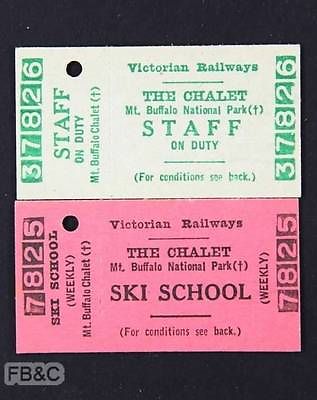 37826
STAFF
ON DUTY
Mt. Buffalo Chalet (†)
Victorian Railways
THE CHALET
Mt. Buffalo National Park(†)
STAFF
ON DUTY
(For conditions see back.)
37826
7825
SKI SCHOOL
(WEEKLY)
Mt. Buffalo Chalet (†)
Victorian Railways
THE CHALET
Mt. Buffalo National Park(†)
SKI SCHOOL
(For conditions see back.)
(WEEKLY)
7825
FB&C